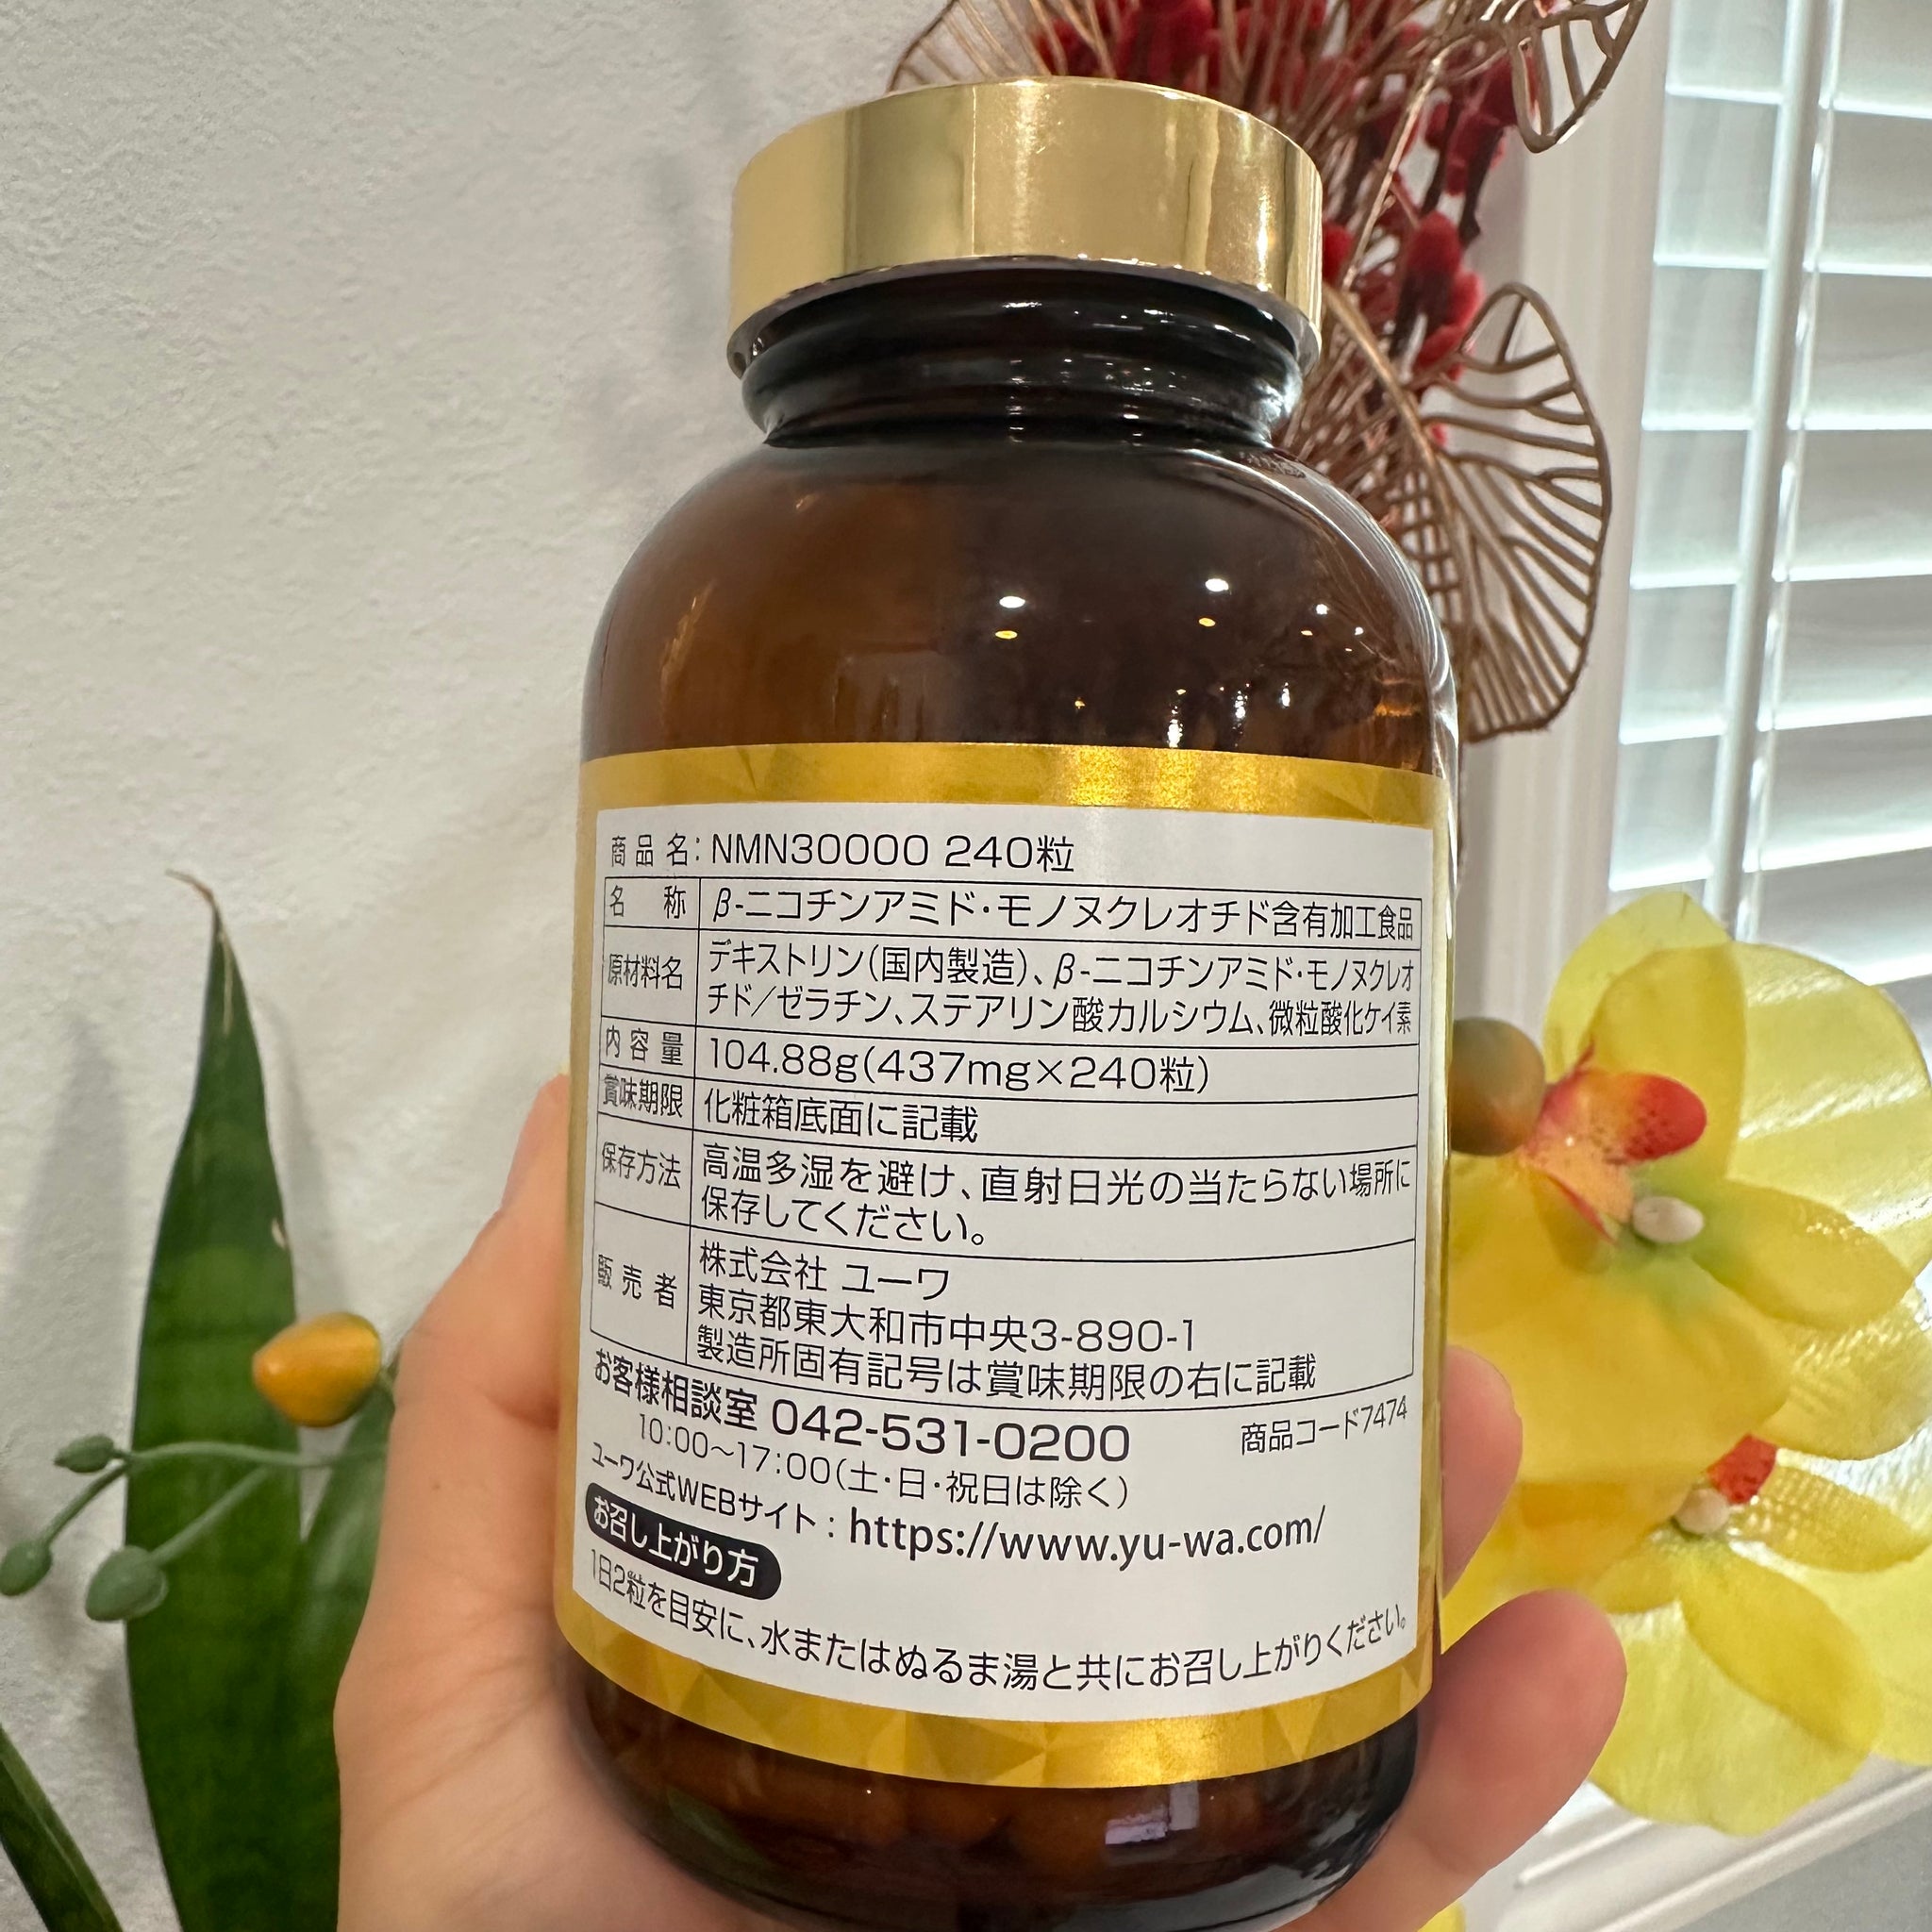 商品名：NMN30000 240粒
名称 β-ニコチンアミド・モノヌクレオチド含有加工食品
原材料名 デキストリン（国内製造）、β-ニコチンアミド・モノヌクレオ
チド／ゼラチン、ステアリン酸カルシウム、微粒酸化ケイ素
内容量 104.88g（437mg×240粒）
賞味期限 化粧箱底面に記載
保存方法 高温多湿を避け、直射日光の当たらない場所に
保存してください。
販売者 株式会社 ユーワ
東京都東大和市中央3-890-1
製造所固有記号は賞味期限の右に記載
お客様相談室 042-531-0200 商品コード7474
10：00〜17：00（土・日・祝日は除く）
ユーワ公式WEBサイト：https://www.yu-wa.com/
お召し上がり方
1日2粒を目安に、水またはぬるま湯と共にお召し上がりください。